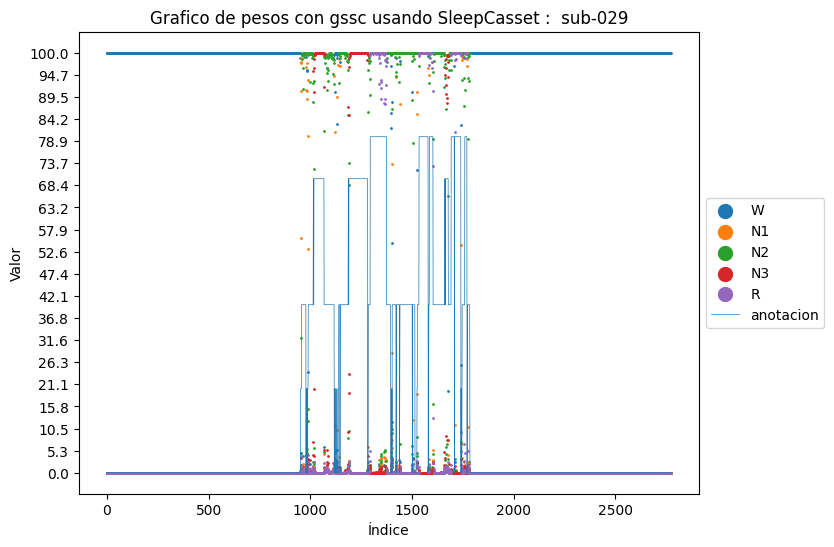 Grafico de pesos con gssc usando SleepCasset :  sub-029
100.0
94.7
89.5
84.2
78.9
73.7
68.4
63.2
57.9
52.6
47.4
42.1
36.8
31.6
26.3
21.1
15.8
10.5
5.3
0.0
Valor
0 500 1000 1500 2000 2500
Índice
W
N1
N2
N3
R
anotacion